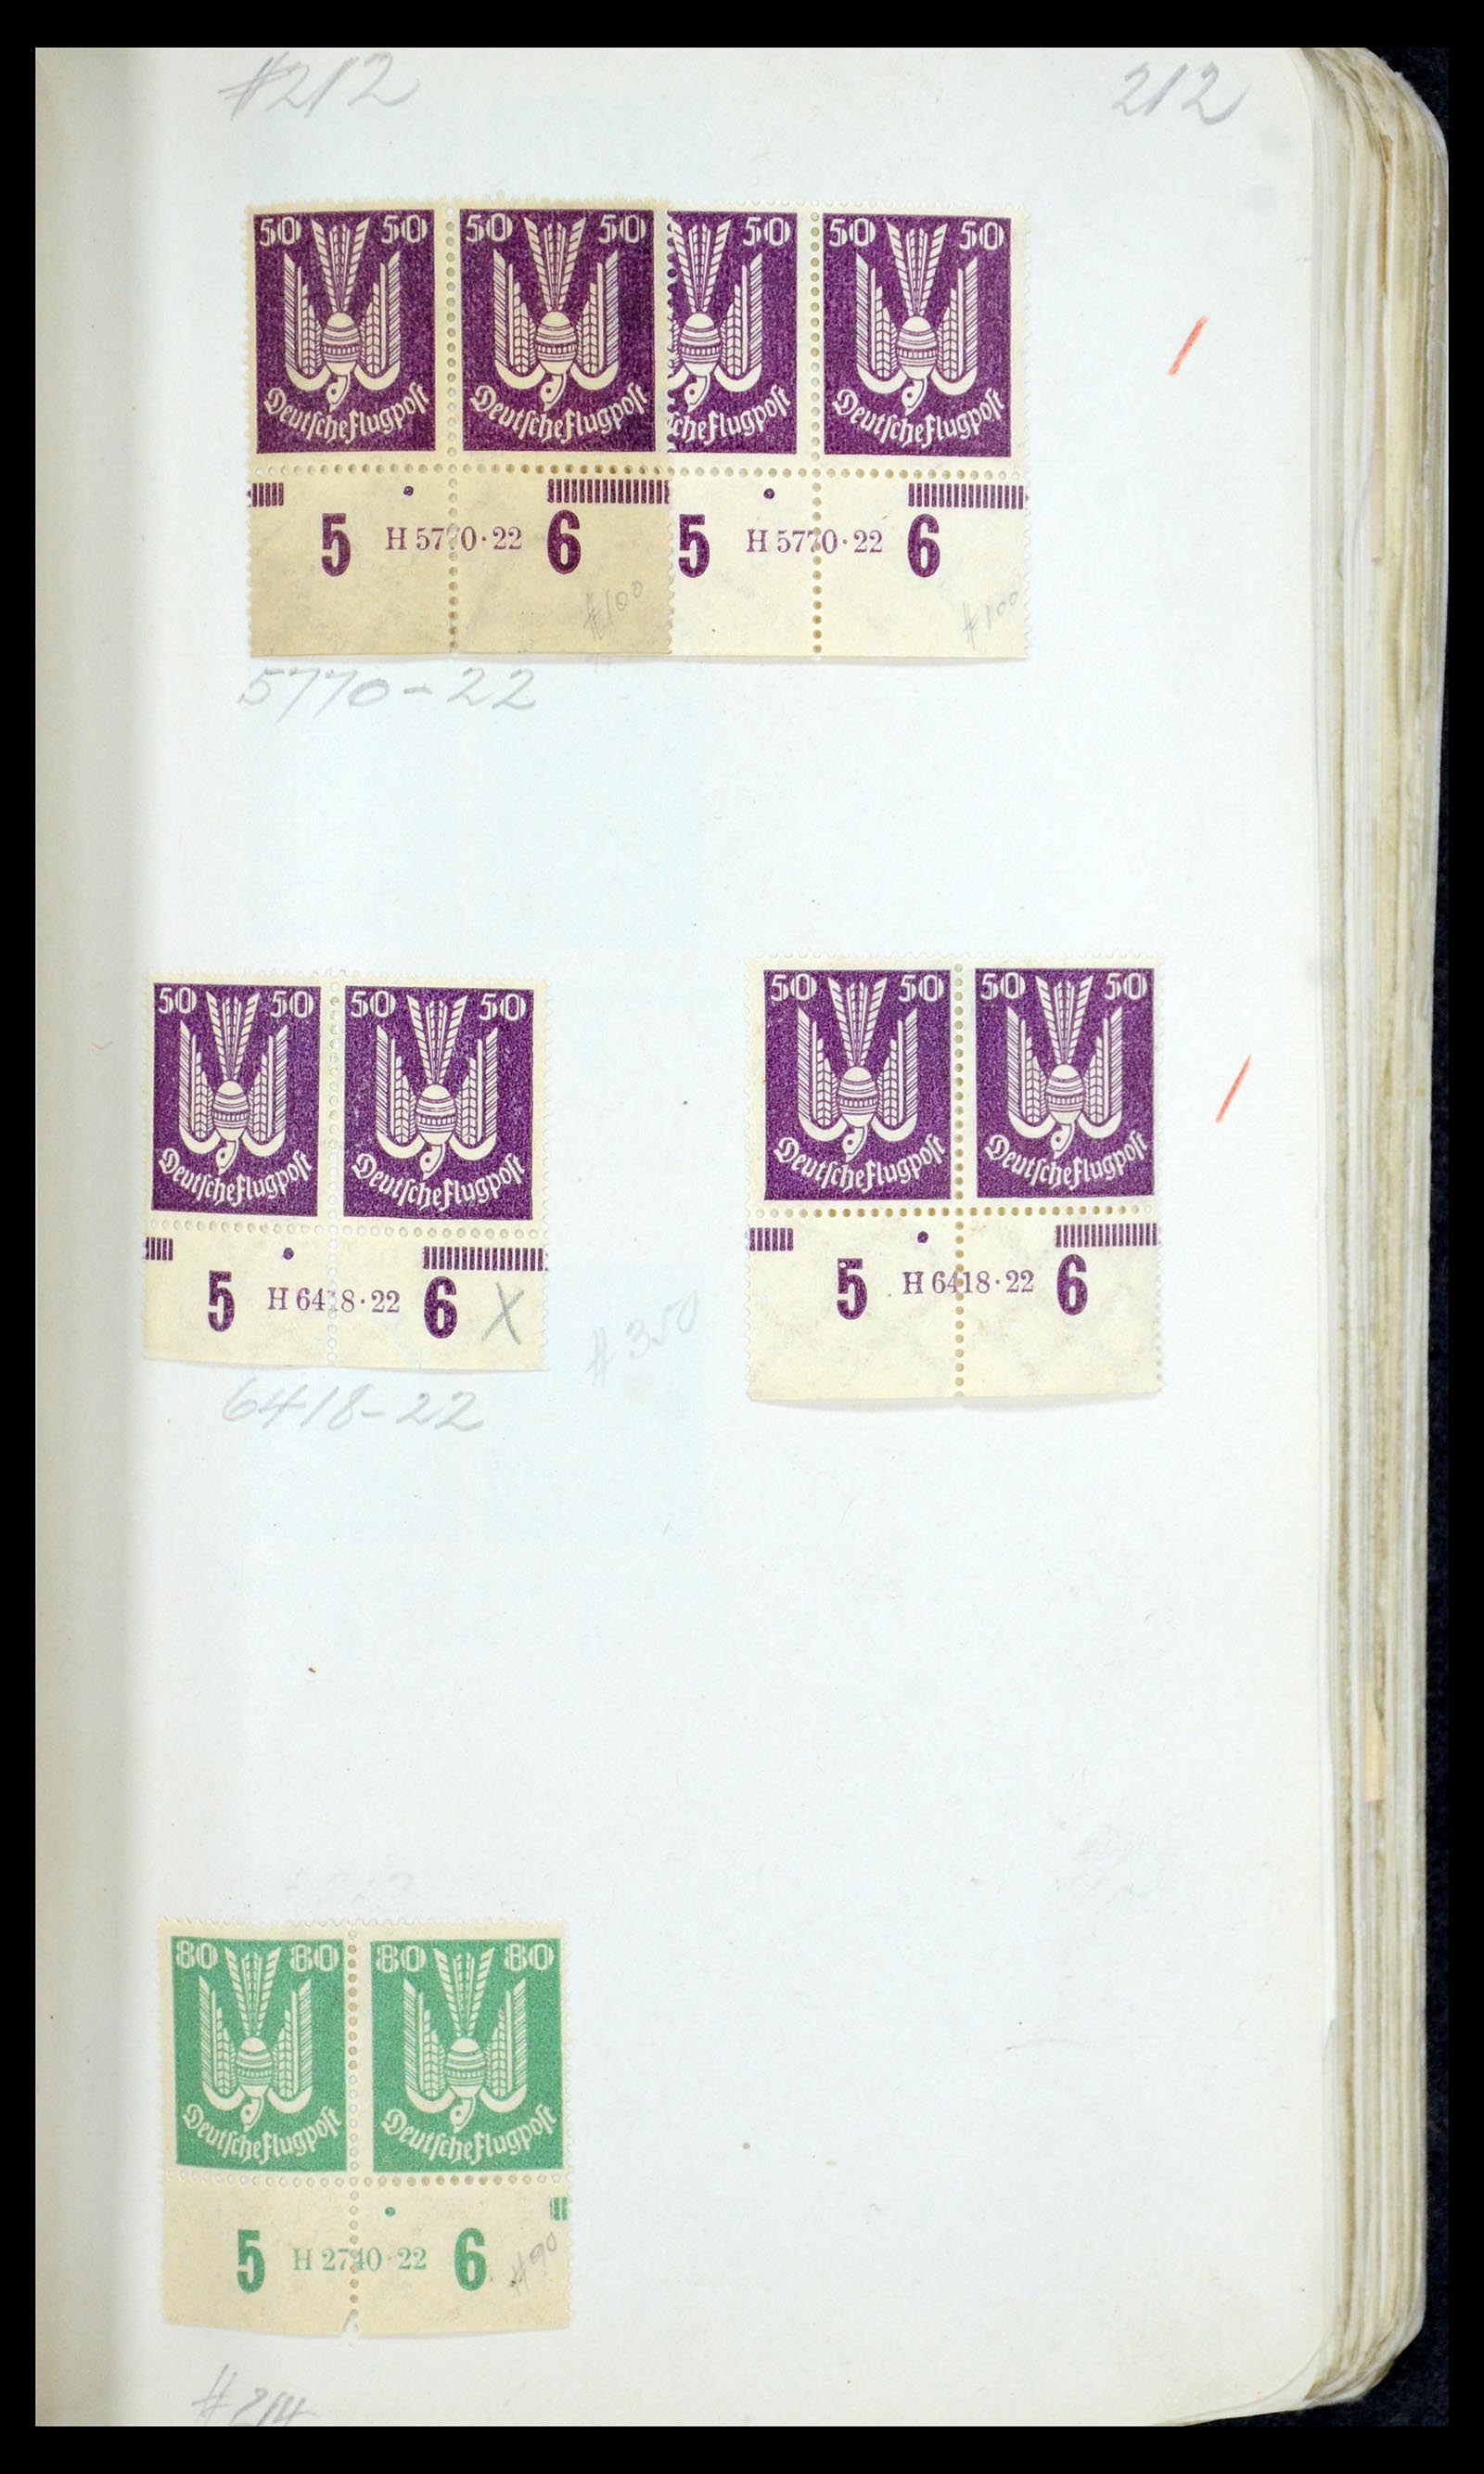 #212 212
50 50 50 50 50 50 50
Deutsche Flugpost Deutsche Flugpost sche Flugpost Deutsche Flugpost
5 H 5770·22 6 5 H 5770·22 6
#100 #100
5770-22
50 50 50 50 50 50 50 50
Deutsche Flugpost Deutsche Flugpost Deutsche Flugpost Deutsche Flugpost
5 H 6418·22 6 X 5 H 6418·22 6
#350
6418-22
80 80 80 80
Deutsche Flugpost Deutsche Flugpost
5 H 2740·22 6 #90
#214